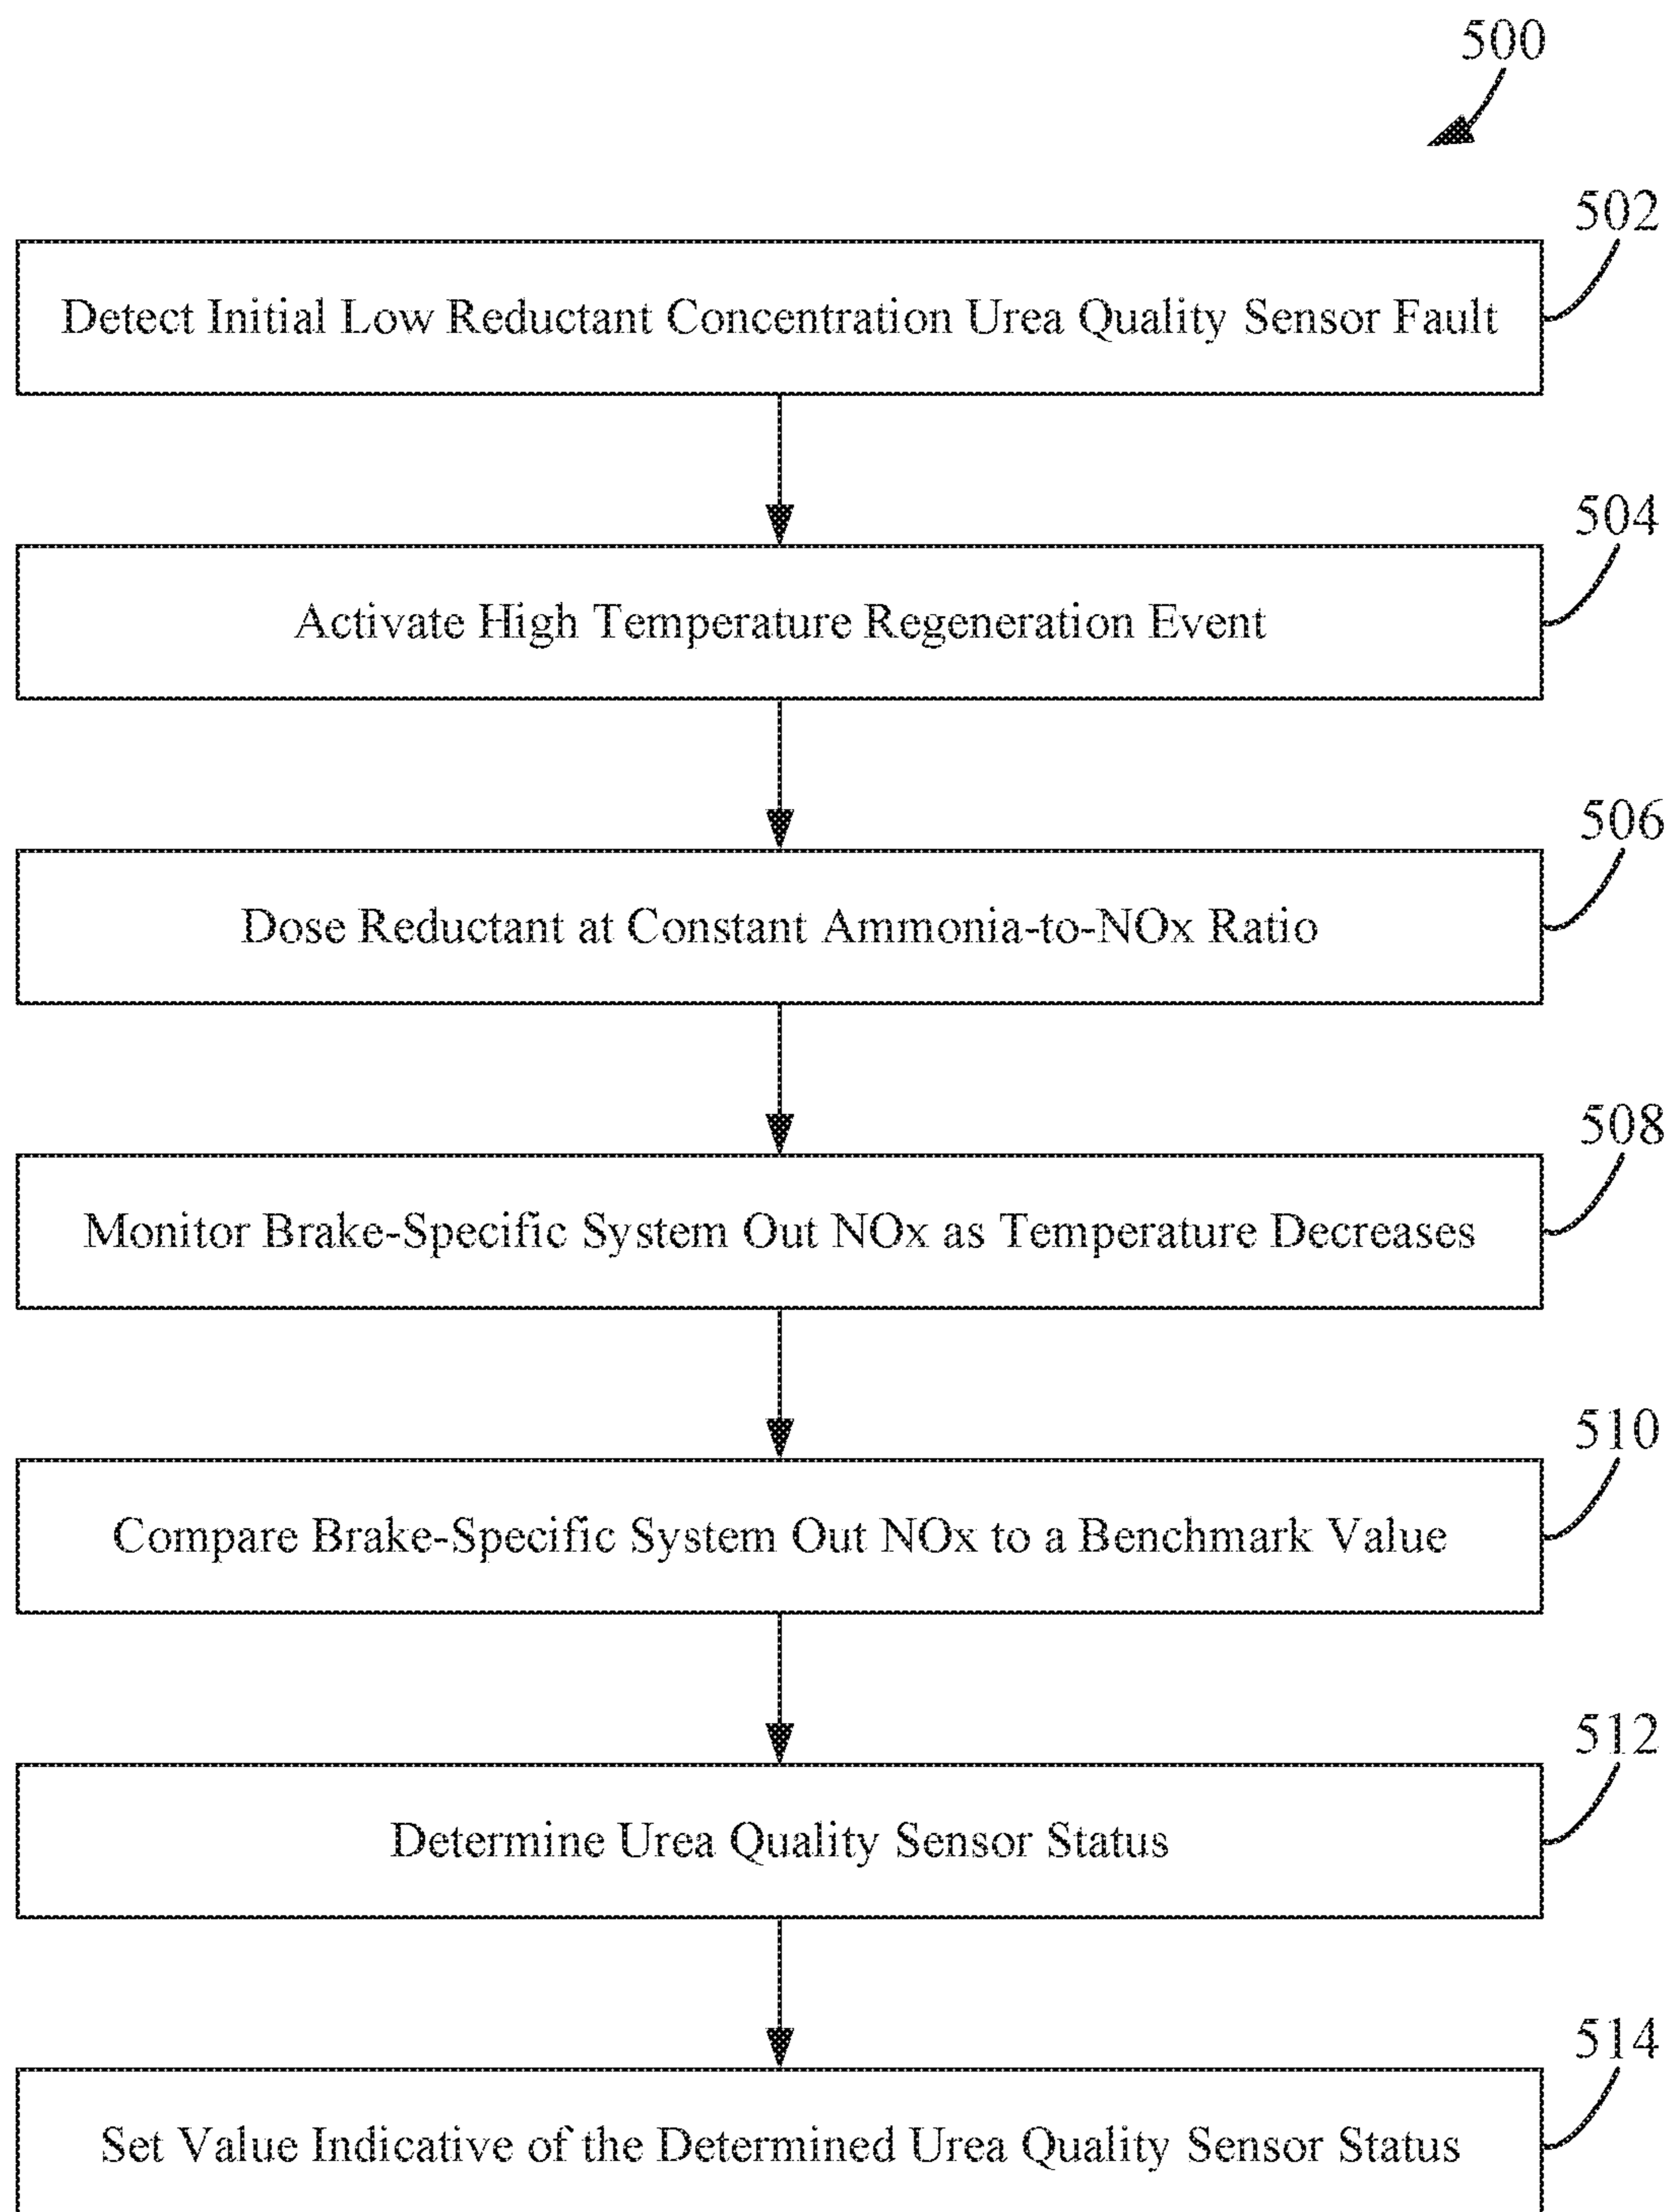 500
502
Detect Initial Low Reductant Concentration Urea Quality Sensor Fault
504
Activate High Temperature Regeneration Event
506
Dose Reductant at Constant Ammonia-to-NOx Ratio
508
Monitor Brake-Specific System Out NOx as Temperature Decreases
510
Compare Brake-Specific System Out NOx to a Benchmark Value
512
Determine Urea Quality Sensor Status
514
Set Value Indicative of the Determined Urea Quality Sensor Status